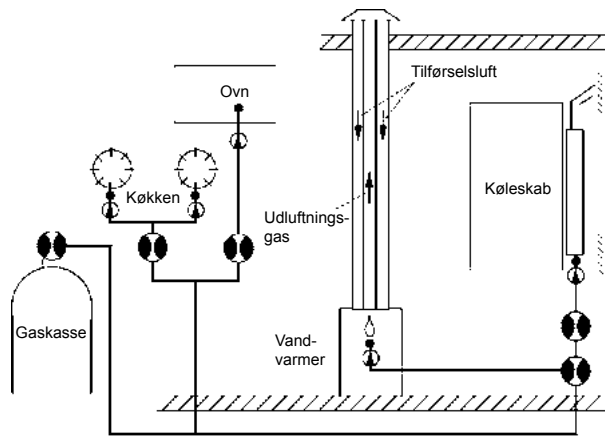 Tilførselsluft
Ovn
Køkken
Køleskab
Udluftnings-
gas
Gaskasse
Vand-
varmer